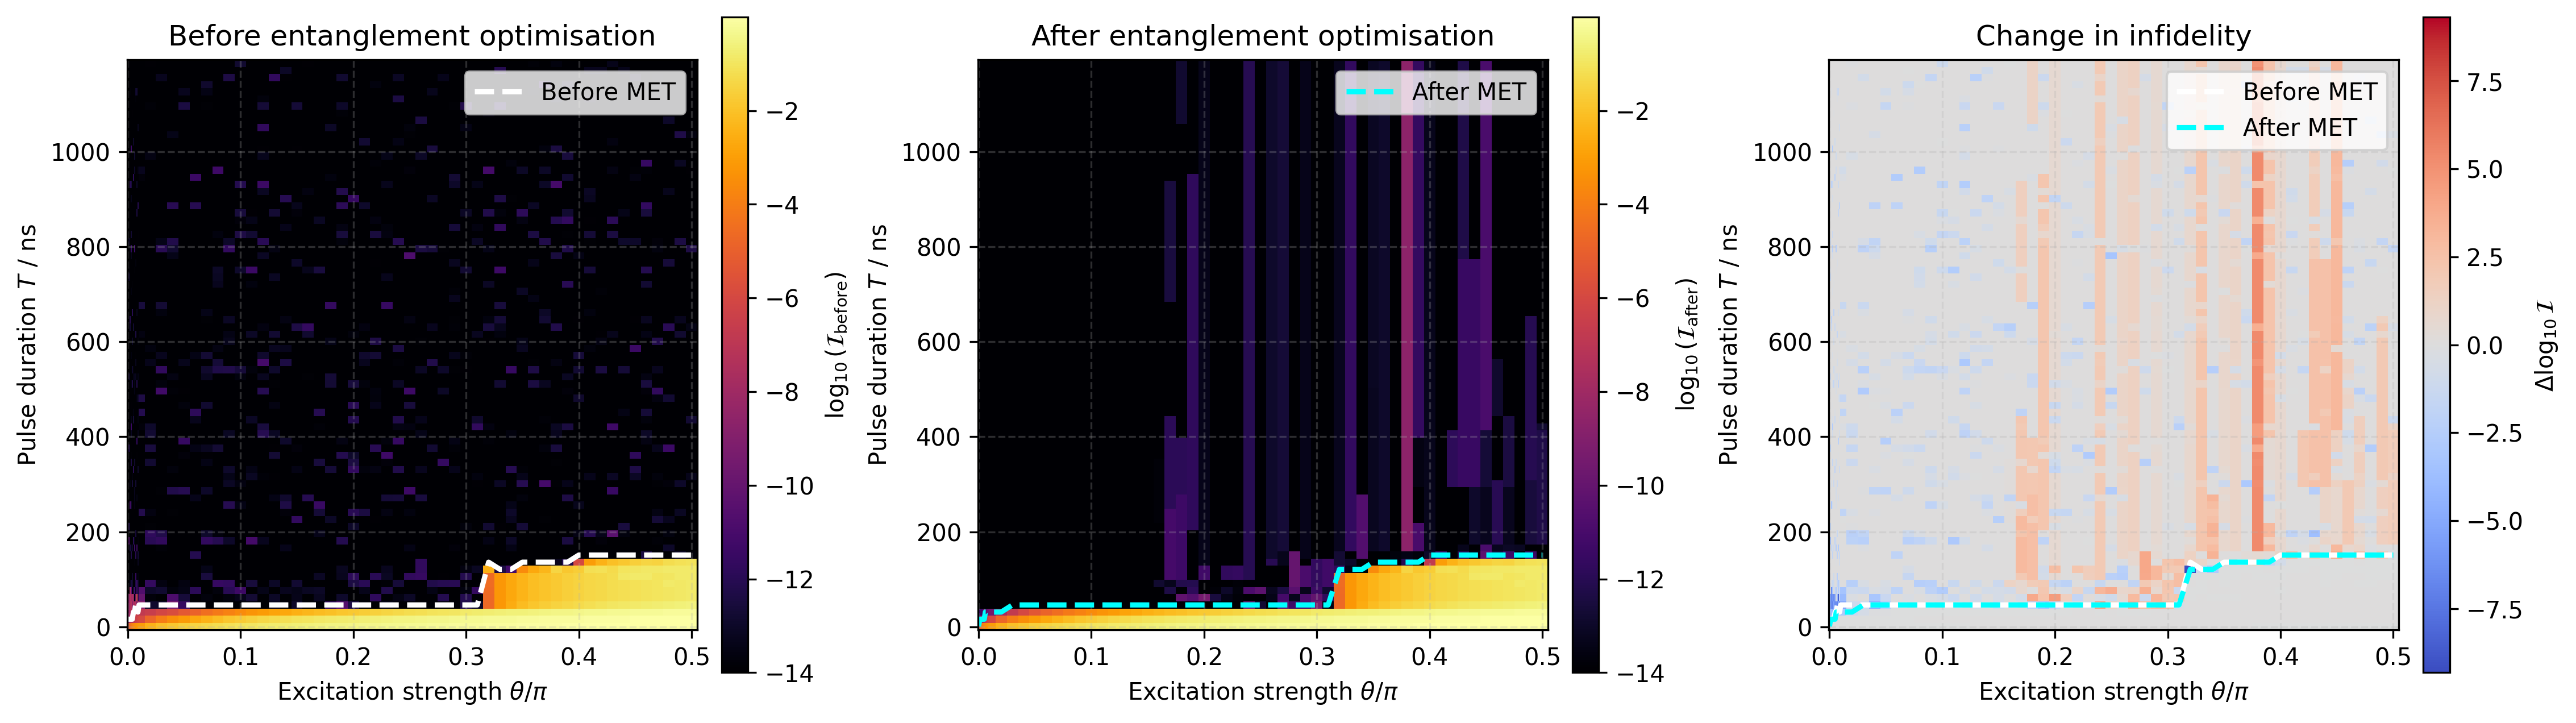 Before entanglement optimisation
Before MET
1000
800
600
400
200
0
Pulse duration T / ns
0.0 0.1 0.2 0.3 0.4 0.5
Excitation strength θ/π
−2
−4
−6
−8
−10
−12
−14
log₁₀ (ℐbefore)
After entanglement optimisation
After MET
1000
800
600
400
200
0
Pulse duration T / ns
0.0 0.1 0.2 0.3 0.4 0.5
Excitation strength θ/π
−2
−4
−6
−8
−10
−12
−14
log₁₀ (ℐafter)
Change in infidelity
Before MET
After MET
1000
800
600
400
200
0
Pulse duration T / ns
0.0 0.1 0.2 0.3 0.4 0.5
Excitation strength θ/π
7.5
5.0
2.5
0.0
−2.5
−5.0
−7.5
Δlog₁₀ ℐ